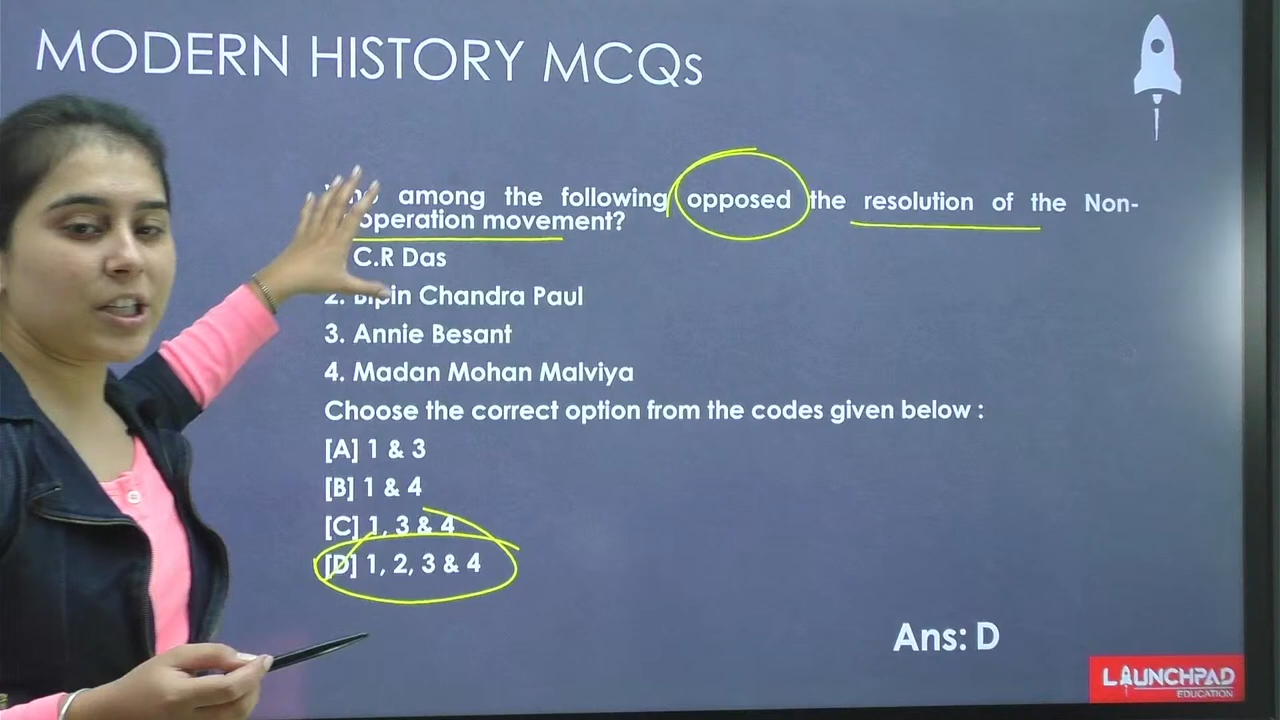 MODERN HISTORY MCQs
among the following opposed the resolution of the Non-
operation movement?
C.R Das
2. Bipin Chandra Paul
3. Annie Besant
4. Madan Mohan Malviya
Choose the correct option from the codes given below :
[A] 1 & 3
[B] 1 & 4
[C] 1, 3 & 4
[D] 1, 2, 3 & 4
Ans: D
LAUNCHPAD
EDUCATION